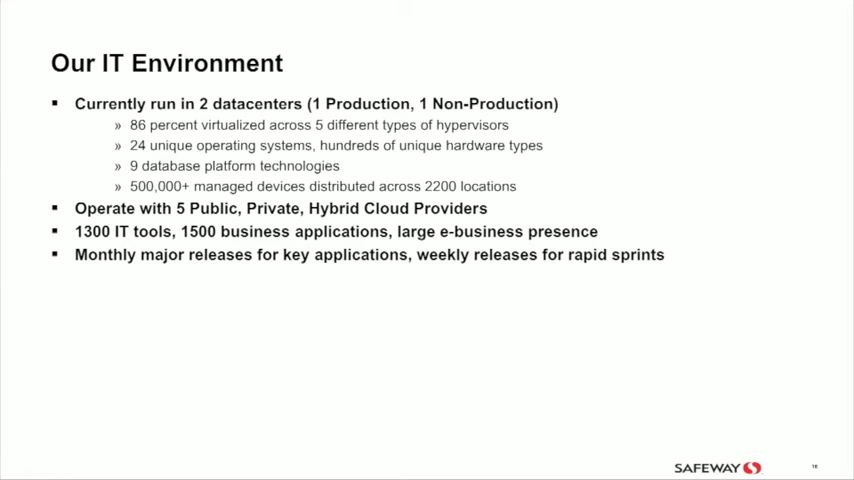 Our IT Environment
▪ Currently run in 2 datacenters (1 Production, 1 Non-Production)
» 86 percent virtualized across 5 different types of hypervisors
» 24 unique operating systems, hundreds of unique hardware types
» 9 database platform technologies
» 500,000+ managed devices distributed across 2200 locations
▪ Operate with 5 Public, Private, Hybrid Cloud Providers
▪ 1300 IT tools, 1500 business applications, large e-business presence
▪ Monthly major releases for key applications, weekly releases for rapid sprints
SAFEWAY